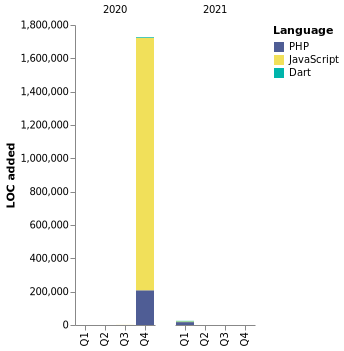 2020 2021
Language
PHP
JavaScript
Dart
LOC added
1,800,000
1,600,000
1,400,000
1,200,000
1,000,000
800,000
600,000
400,000
200,000
0
Q1 Q2 Q3 Q4 Q1 Q2 Q3 Q4